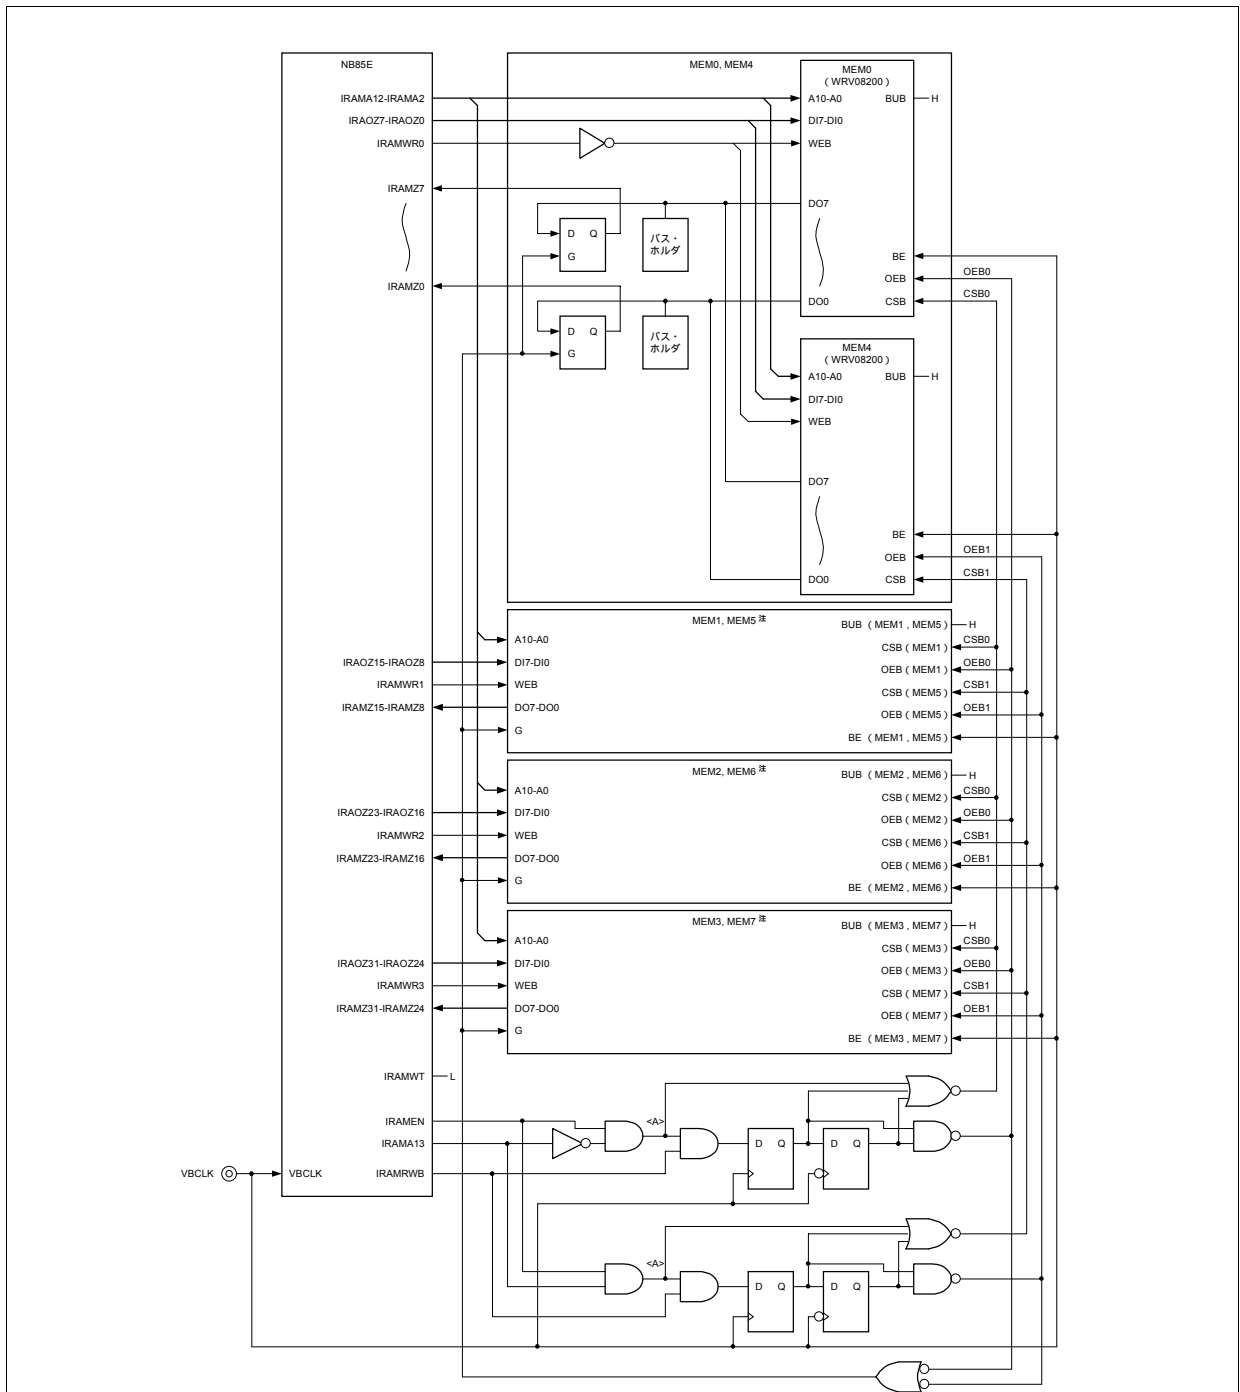 NB85E
IRAMA12-IRAMA2
IRAOZ7-IRAOZ0
IRAMWR0
IRAMZ7
IRAMZ0
IRAOZ15-IRAOZ8
IRAMWR1
IRAMZ15-IRAMZ8
IRAOZ23-IRAOZ16
IRAMWR2
IRAMZ23-IRAMZ16
IRAOZ31-IRAOZ24
IRAMWR3
IRAMZ31-IRAMZ24
IRAMWT
L
IRAMEN
IRAMA13
IRAMRWB
VBCLK
VBCLK
MEM0, MEM4
MEM0
( WRV08200 )
A10-A0
BUB
H
DI7-DI0
WEB
DO7
BE
OEB
OEB0
CSB
CSB0
DO0
D Q
G
バス・
ホルダ
D Q
G
バス・
ホルダ
MEM4
( WRV08200 )
A10-A0
BUB
H
DI7-DI0
WEB
DO7
BE
OEB
OEB1
CSB
CSB1
DO0
MEM1, MEM5 注
A10-A0
DI7-DI0
WEB
DO7-DO0
G
BUB ( MEM1 , MEM5 )
H
CSB ( MEM1 )
CSB0
OEB ( MEM1 )
OEB0
CSB ( MEM5 )
CSB1
OEB ( MEM5 )
OEB1
BE ( MEM1 , MEM5 )
MEM2, MEM6 注
A10-A0
DI7-DI0
WEB
DO7-DO0
G
BUB ( MEM2 , MEM6 )
H
CSB ( MEM2 )
CSB0
OEB ( MEM2 )
OEB0
CSB ( MEM6 )
CSB1
OEB ( MEM6 )
OEB1
BE ( MEM2 , MEM6 )
MEM3, MEM7 注
A10-A0
DI7-DI0
WEB
DO7-DO0
G
BUB ( MEM3 , MEM7 )
H
CSB ( MEM3 )
CSB0
OEB ( MEM3 )
OEB0
CSB ( MEM7 )
CSB1
OEB ( MEM7 )
OEB1
BE ( MEM3 , MEM7 )
<A>
D Q
D Q
<A>
D Q
D Q